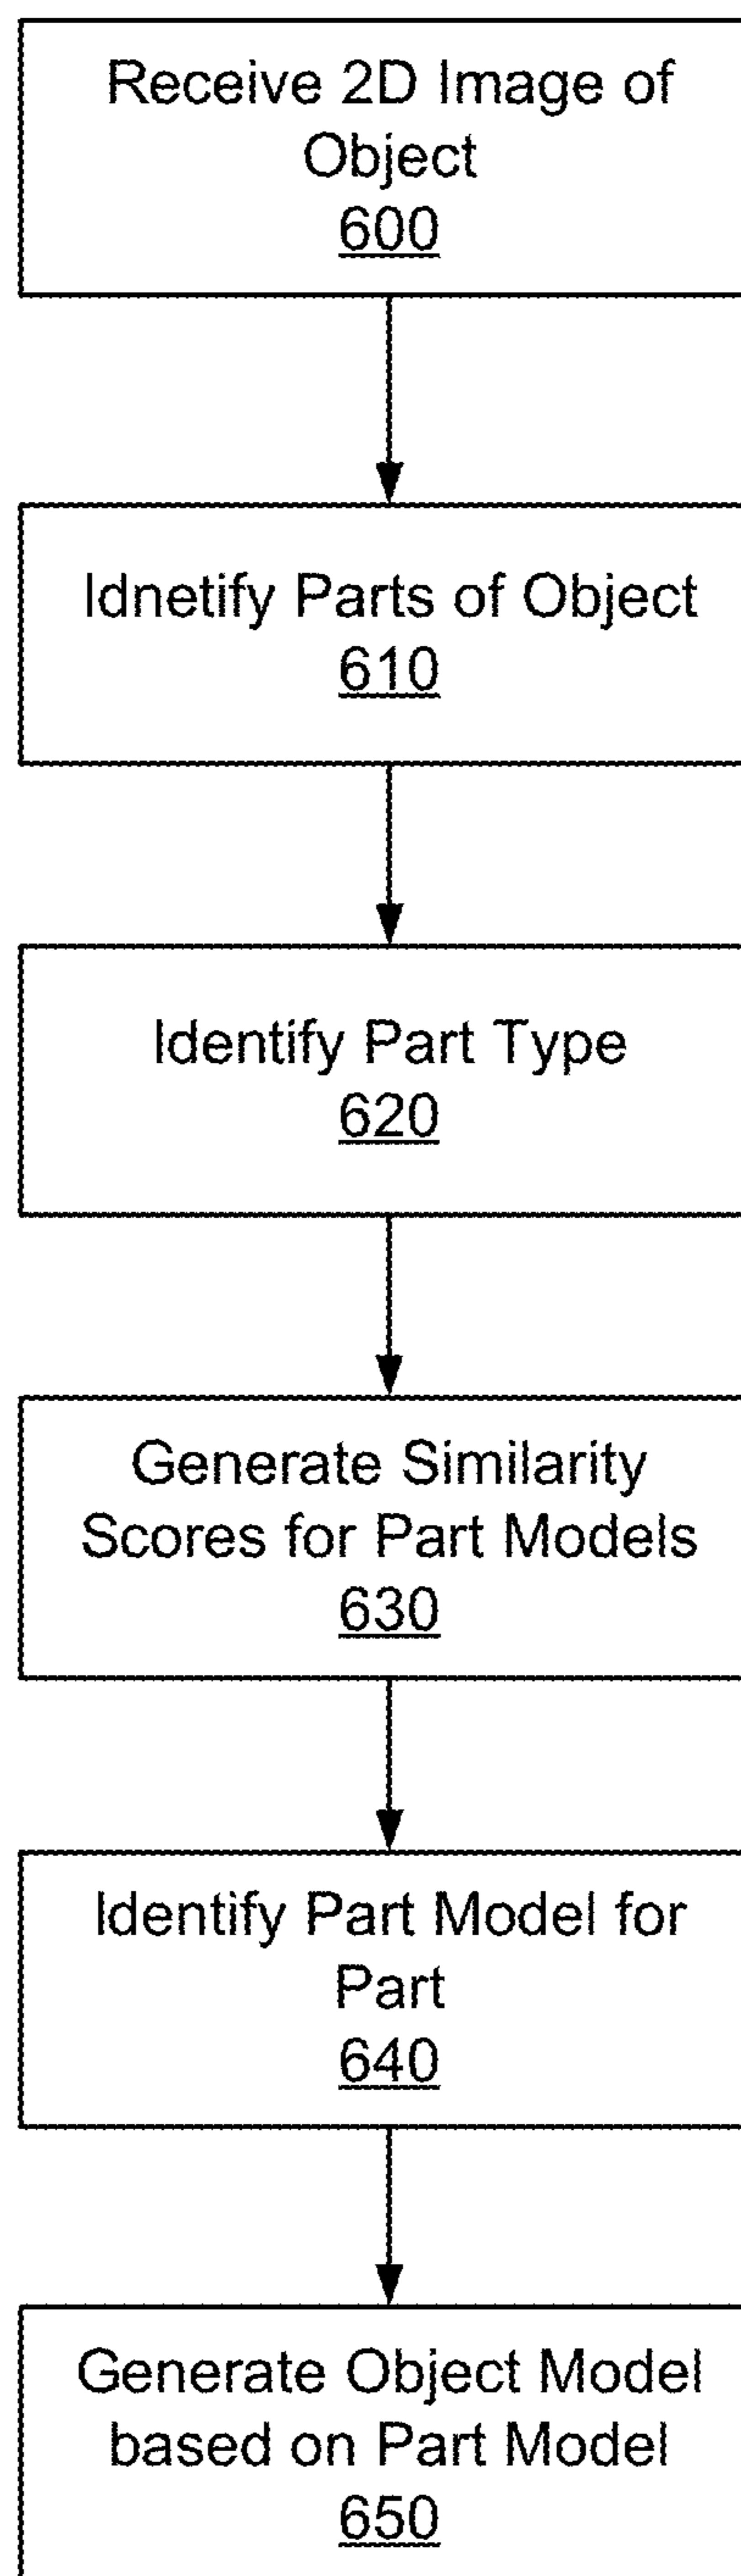 Receive 2D Image of
Object
600
Idnetify Parts of Object
610
Identify Part Type
620
Generate Similarity
Scores for Part Models
630
Identify Part Model for
Part
640
Generate Object Model
based on Part Model
650